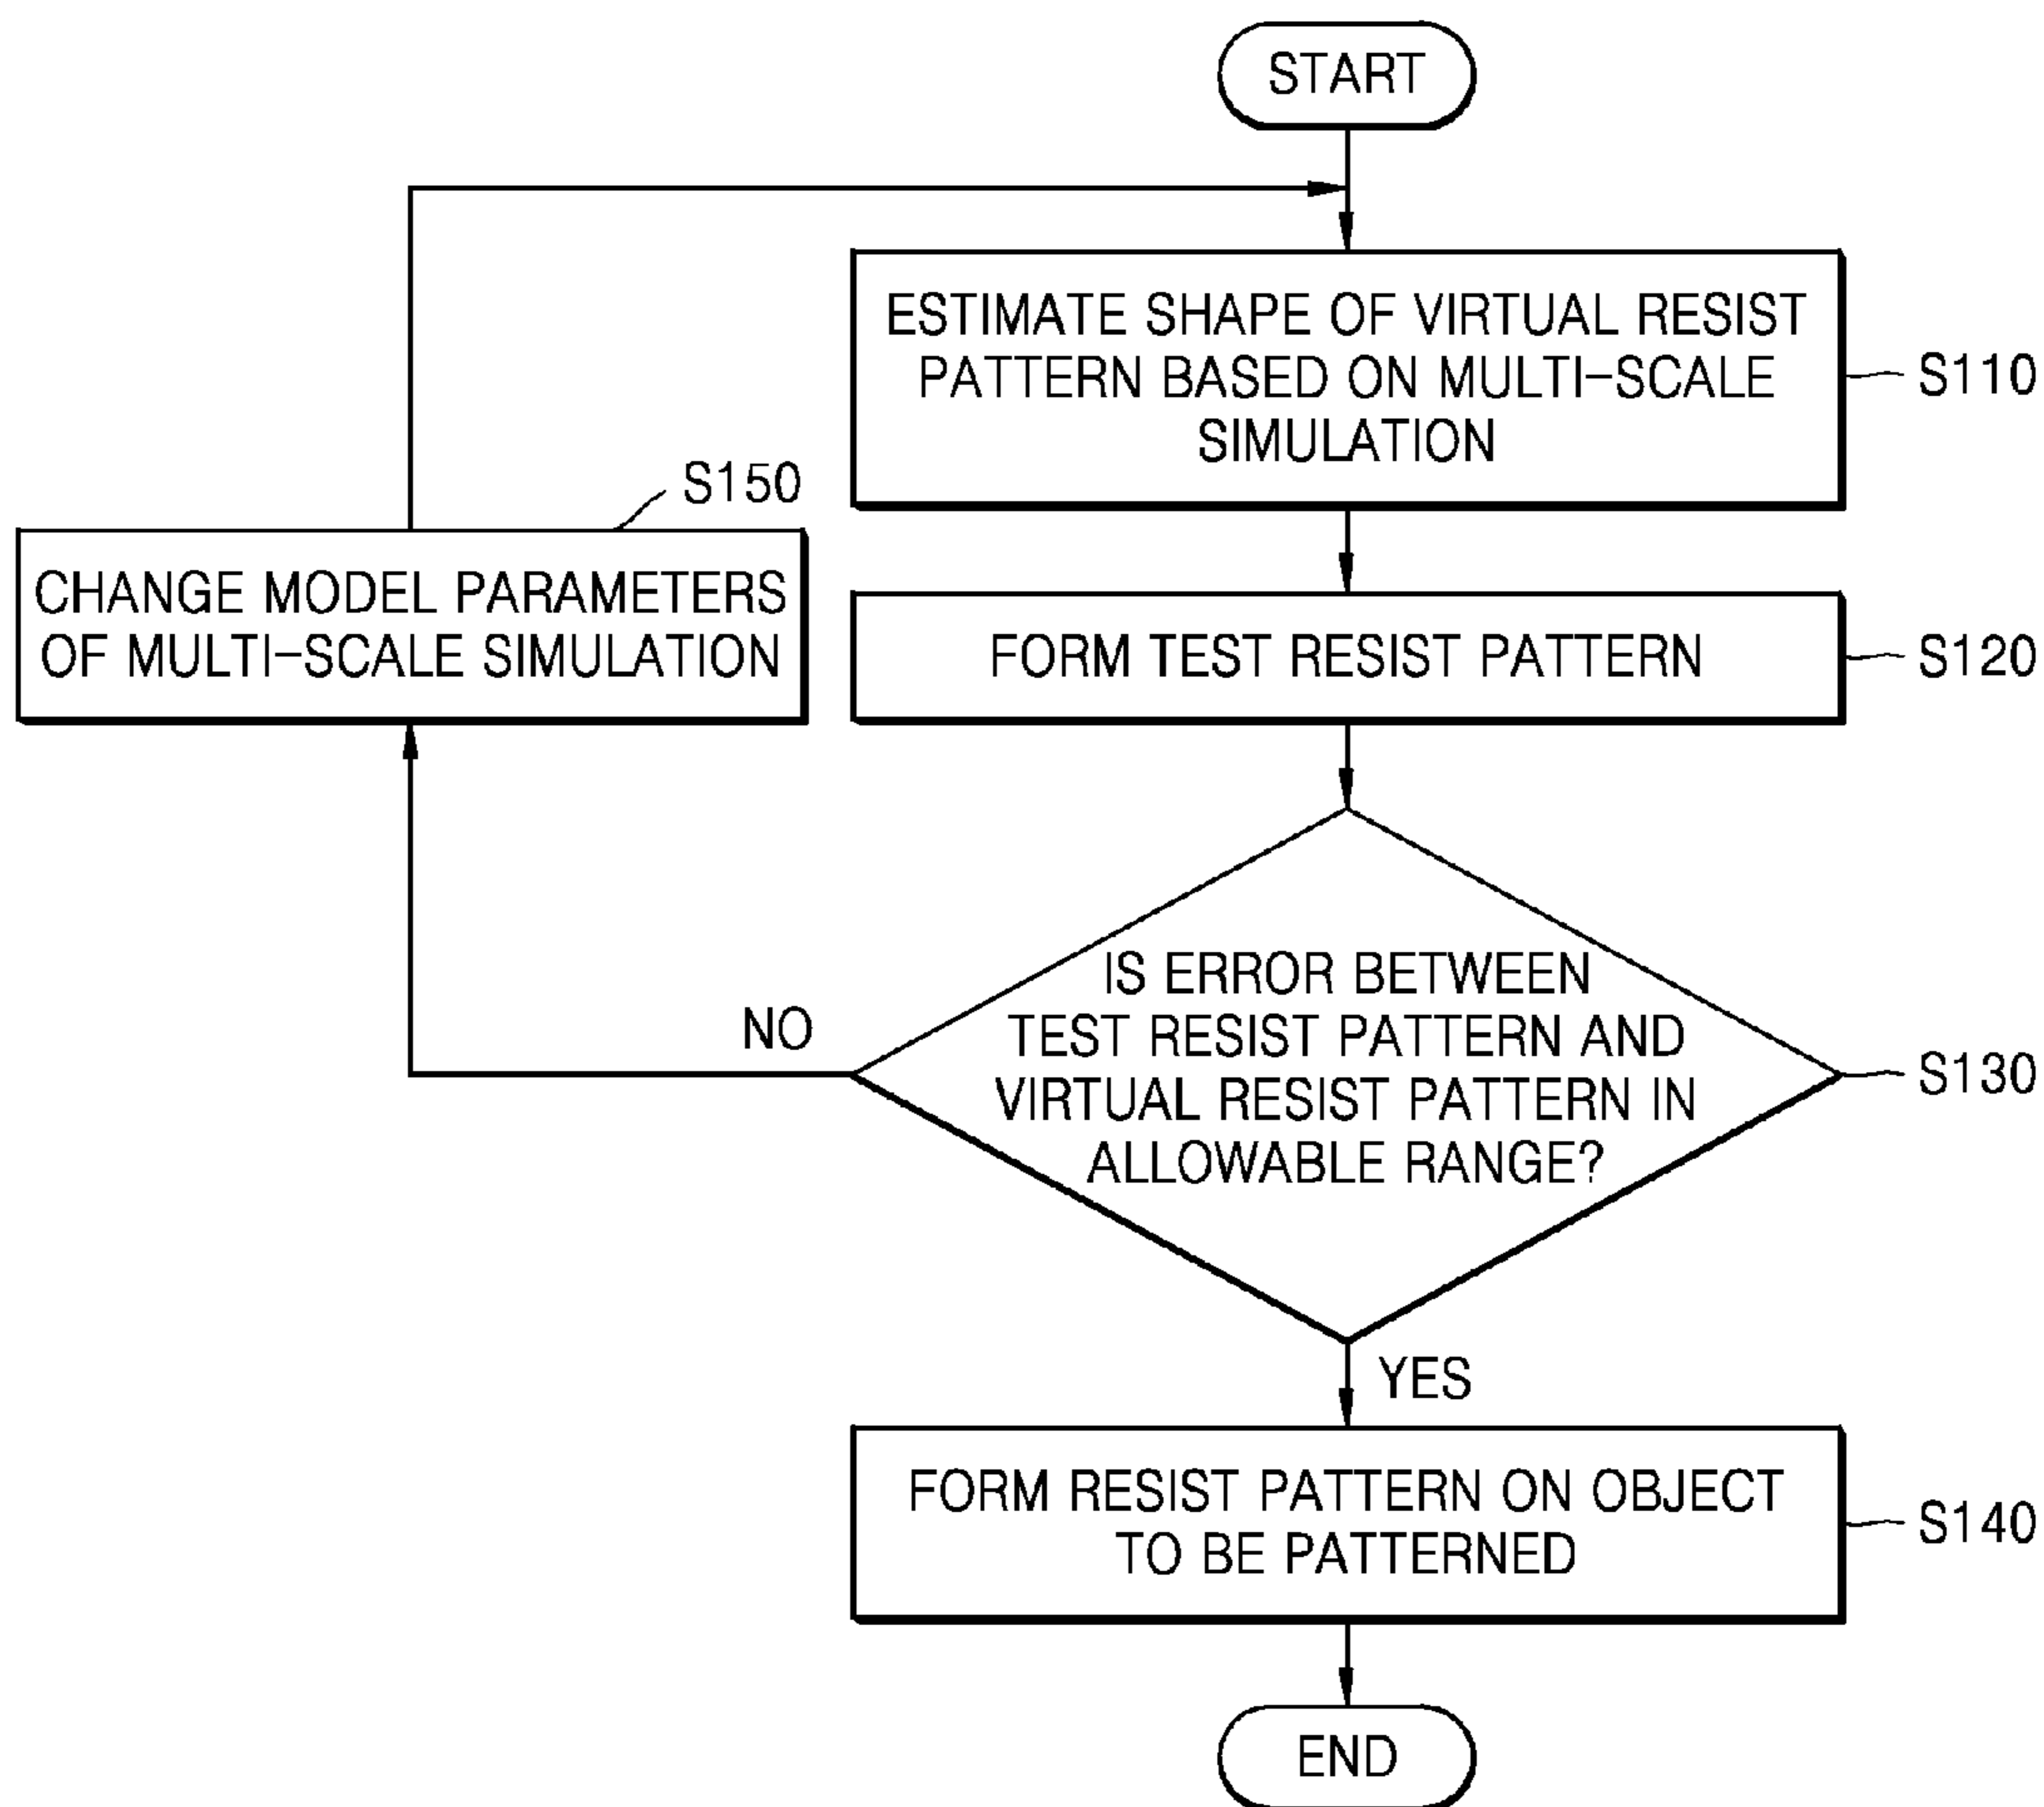 START
ESTIMATE SHAPE OF VIRTUAL RESIST
PATTERN BASED ON MULTI-SCALE
SIMULATION
S110
S150
CHANGE MODEL PARAMETERS
OF MULTI-SCALE SIMULATION
FORM TEST RESIST PATTERN
S120
IS ERROR BETWEEN
TEST RESIST PATTERN AND
VIRTUAL RESIST PATTERN IN
ALLOWABLE RANGE?
NO
S130
YES
FORM RESIST PATTERN ON OBJECT
TO BE PATTERNED
S140
END